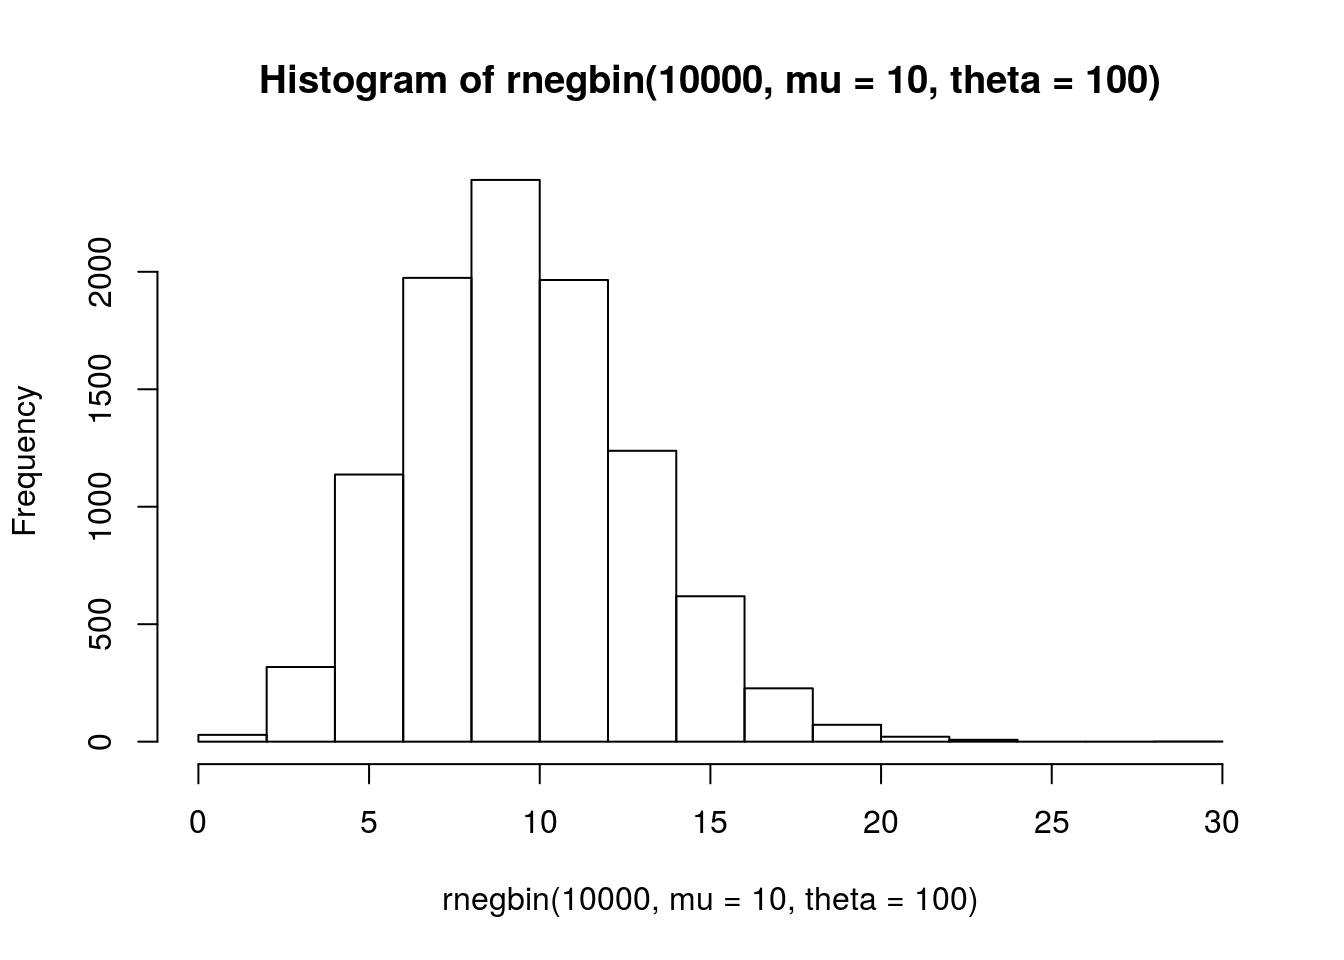 Histogram of rnegbin(10000, mu = 10, theta = 100)
Frequency
2000
1500
1000
500
0
0 5 10 15 20 25 30
rnegbin(10000, mu = 10, theta = 100)